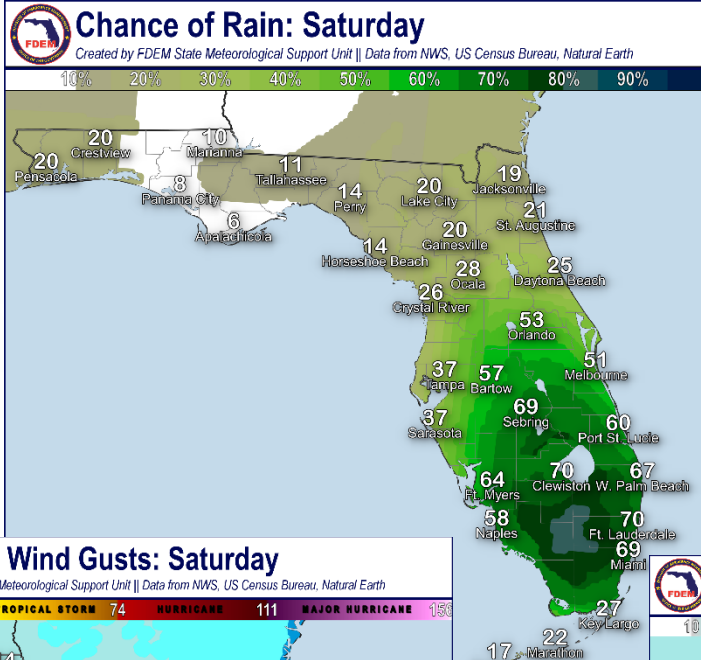 Chance of Rain: Saturday
Created by FDEM State Meteorological Support Unit || Data from NWS, US Census Bureau, Natural Earth
FDEM
10% 20% 30% 40% 50% 60% 70% 80% 90%
20
Pensacola
20
Crestview
10
Marianna
8
Panama City
6
Apalachicola
11
Tallahassee
14
Perry
20
Lake City
19
Jacksonville
21
St. Augustine
20
Gainesville
14
Horseshoe Beach
28
Ocala
25
Daytona Beach
26
Crystal River
53
Orlando
51
Melbourne
37
Tampa
57
Bartow
69
Sebring
37
Sarasota
60
Port St. Lucie
64
Ft. Myers
70
Clewiston
67
W. Palm Beach
58
Naples
70
Ft. Lauderdale
69
Miami
27
Key Largo
22
Marathon
17
Wind Gusts: Saturday
Meteorological Support Unit || Data from NWS, US Census Bureau, Natural Earth
ROPICAL STORM 74 HURRICANE 111 MAJOR HURRICANE 156
4
FDEM
10